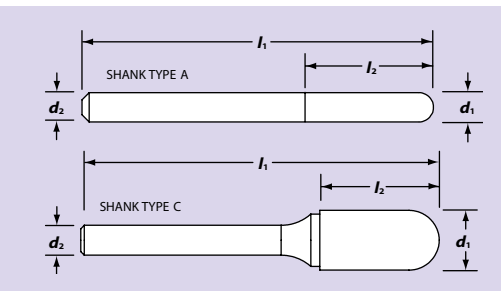 l₁
l₂
SHANK TYPE A
d₂
d₁
l₁
l₂
SHANK TYPE C
d₂
d₁